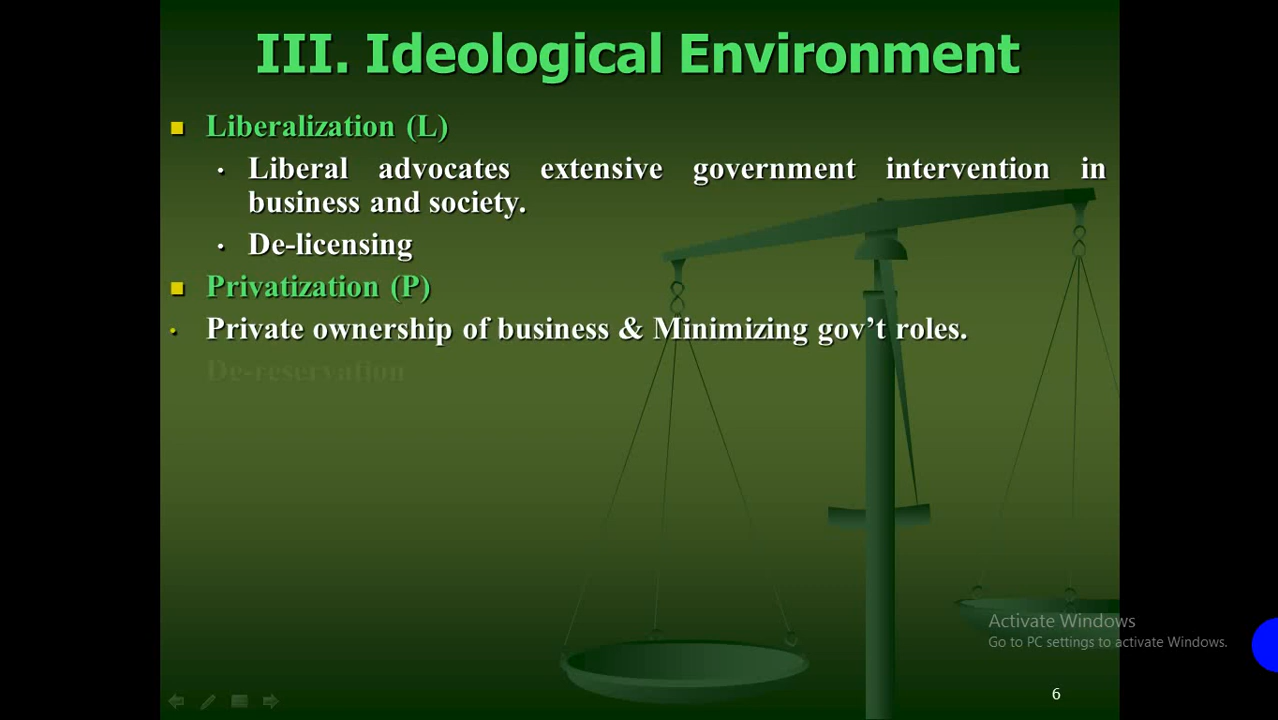 III. Ideological Environment
Liberalization (L)
Liberal advocates extensive government intervention in
business and society.
De-licensing
Privatization (P)
Private ownership of business & Minimizing gov’t roles.
De-reservation
Activate Windows
Go to PC settings to activate Windows.
6